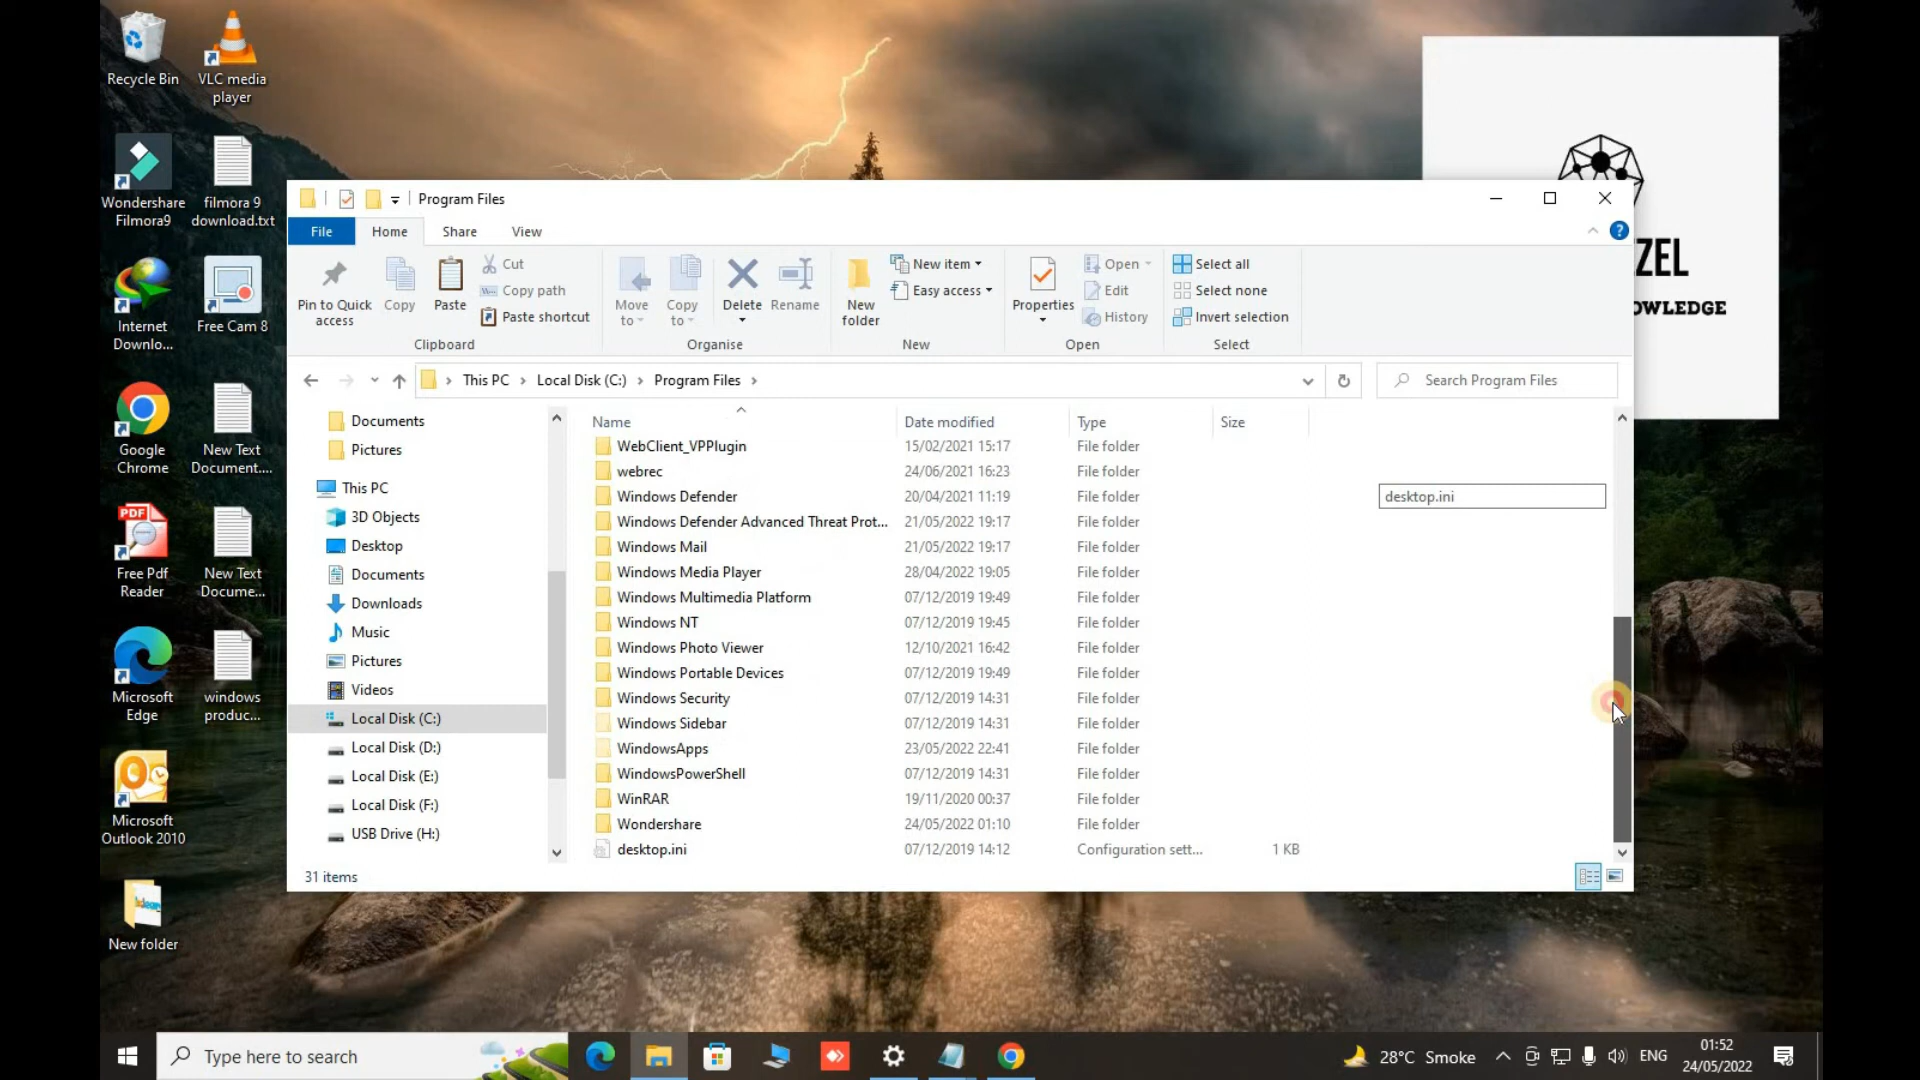 Recycle Bin
VLC media
player
Wondershare
Filmora9
filmora 9
download.txt
Internet
Downlo...
Free Cam 8
Google
Chrome
New Text
Document....
PDF
Free Pdf
Reader
New Text
Docume...
Microsoft
Edge
windows
produc...
Microsoft
Outlook 2010
New folder
ZEL
OWLEDGE
Program Files
File
Home
Share
View
Pin to Quick
access
Copy
Paste
Cut
Copy path
Paste shortcut
Clipboard
Move
to
Copy
to
Delete
Rename
Organise
New
folder
New item
Easy access
New
Properties
Open
Edit
History
Open
Select all
Select none
Invert selection
Select
This PC
Local Disk (C:)
Program Files
Search Program Files
Documents
Pictures
This PC
3D Objects
Desktop
Documents
Downloads
Music
Pictures
Videos
Local Disk (C:)
Local Disk (D:)
Local Disk (E:)
Local Disk (F:)
USB Drive (H:)
Name Date modified Type Size
WebClient_VPPlugin 15/02/2021 15:17 File folder
webrec 24/06/2021 16:23 File folder
Windows Defender 20/04/2021 11:19 File folder
Windows Defender Advanced Threat Prot... 21/05/2022 19:17 File folder
Windows Mail 21/05/2022 19:17 File folder
Windows Media Player 28/04/2022 19:05 File folder
Windows Multimedia Platform 07/12/2019 19:49 File folder
Windows NT 07/12/2019 19:45 File folder
Windows Photo Viewer 12/10/2021 16:42 File folder
Windows Portable Devices 07/12/2019 19:49 File folder
Windows Security 07/12/2019 14:31 File folder
Windows Sidebar 07/12/2019 14:31 File folder
WindowsApps 23/05/2022 22:41 File folder
WindowsPowerShell 07/12/2019 14:31 File folder
WinRAR 19/11/2020 00:37 File folder
Wondershare 24/05/2022 01:10 File folder
desktop.ini 07/12/2019 14:12 Configuration sett... 1 KB
desktop.ini
31 items
Type here to search
28°C Smoke
ENG
01:52
24/05/2022